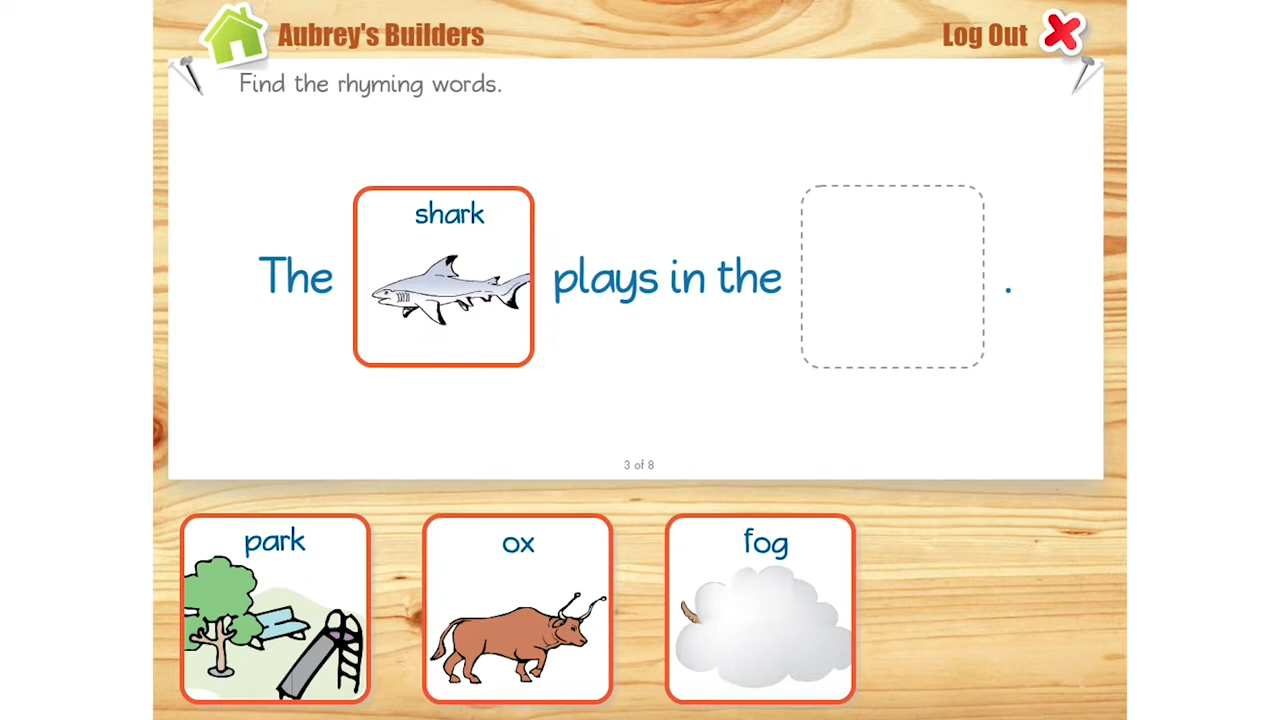 Aubrey's Builders
Log Out
Find the rhyming words.
shark
The plays in the .
3 of 8
park
ox
fog